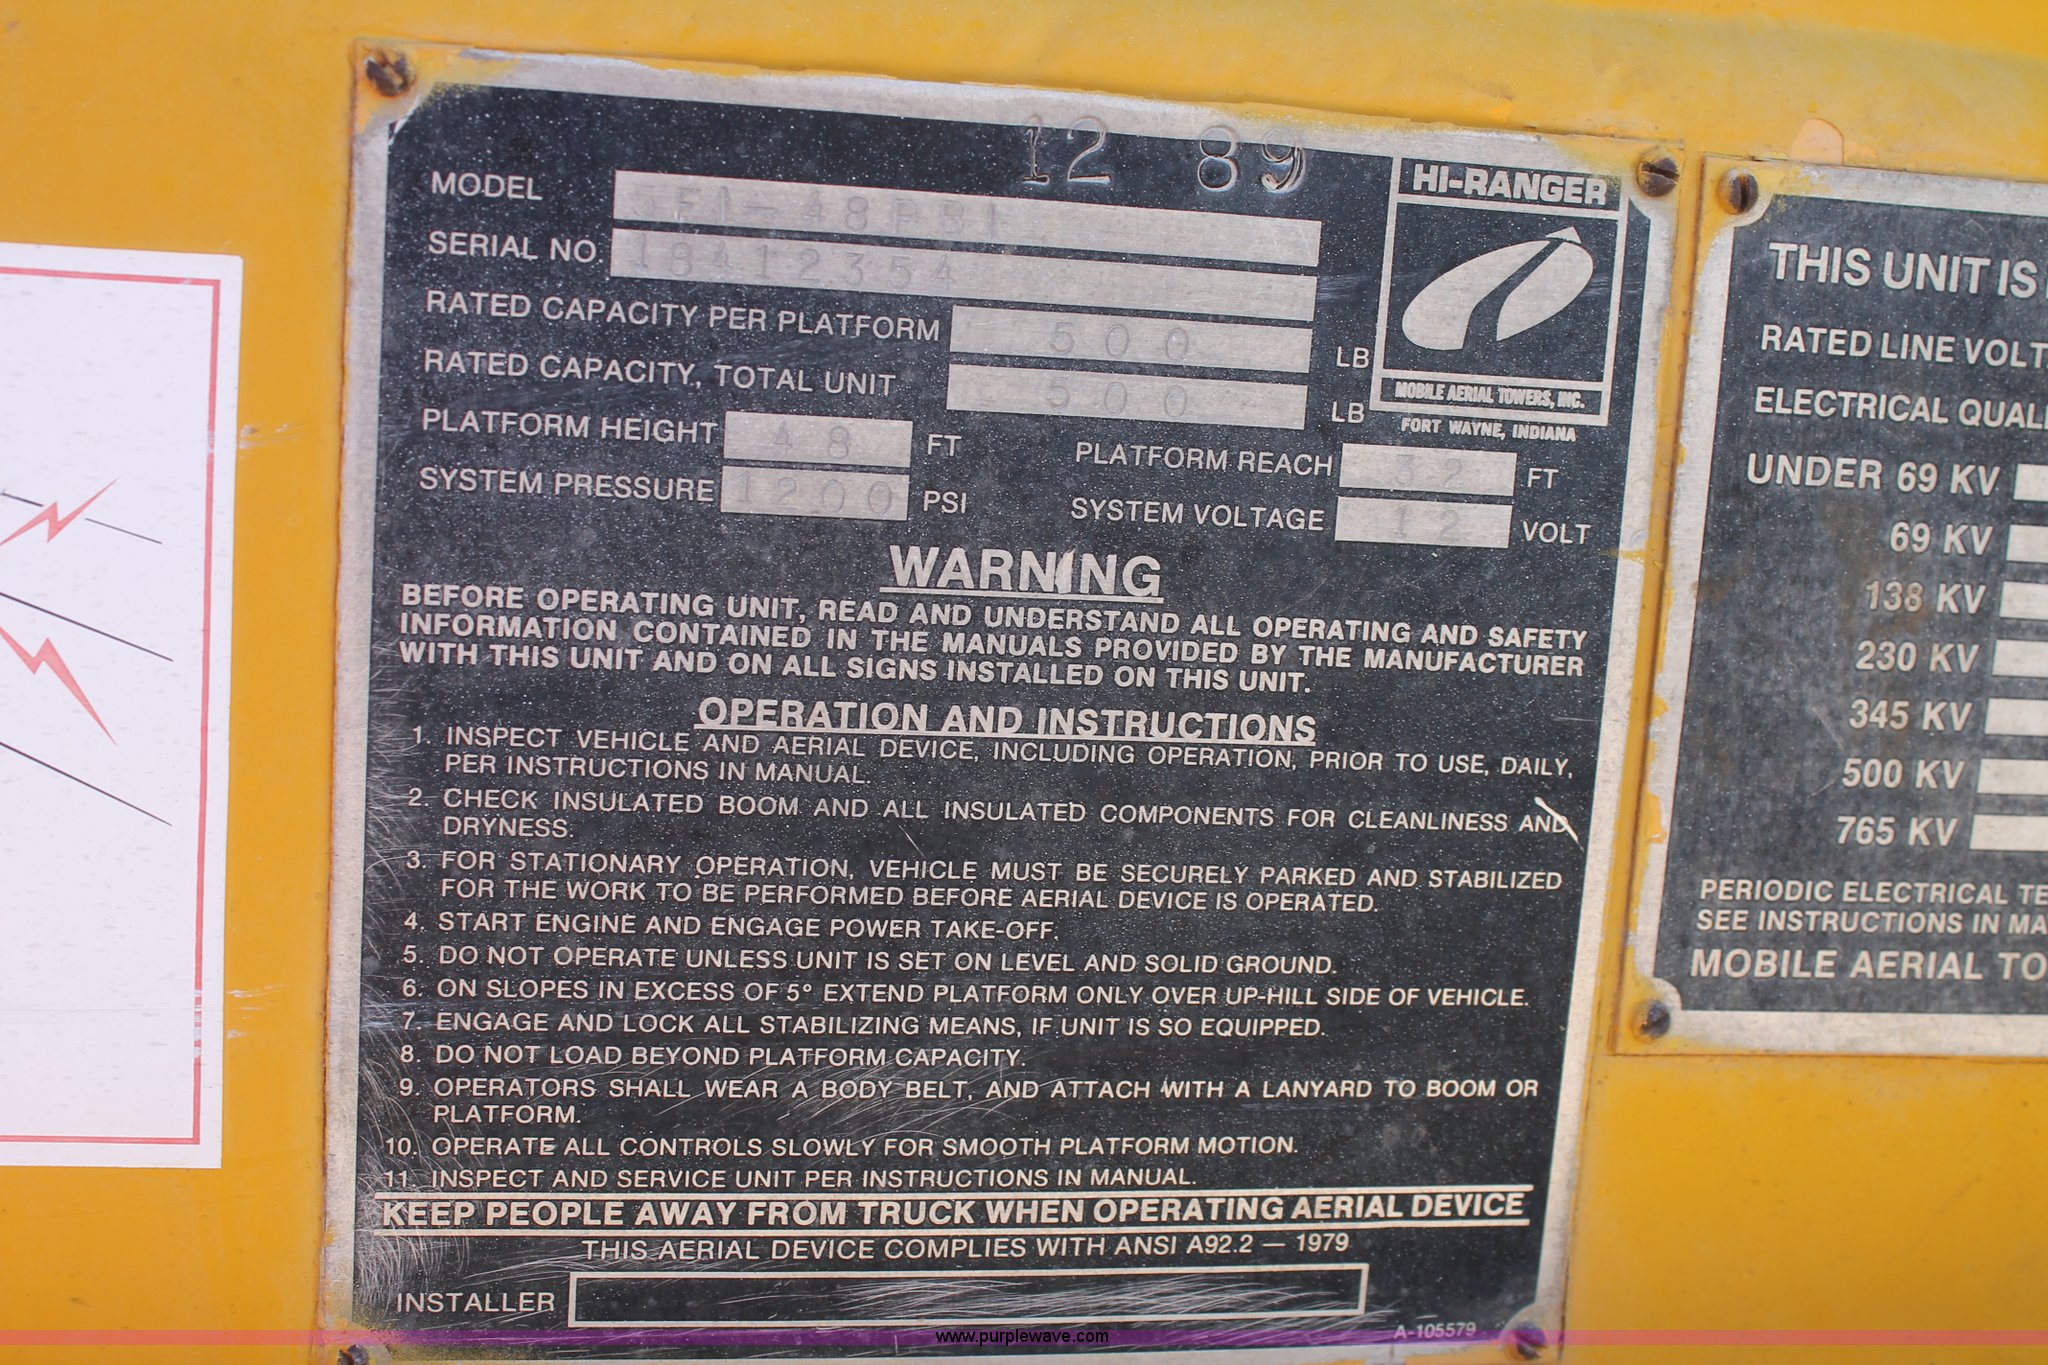 12 89
MODEL 5FA-48PBI
SERIAL NO. 18412354
RATED CAPACITY PER PLATFORM 500 LB
RATED CAPACITY, TOTAL UNIT 500 LB
PLATFORM HEIGHT 48 FT PLATFORM REACH 32 FT
SYSTEM PRESSURE 1200 PSI SYSTEM VOLTAGE 12 VOLT
HI-RANGER
MOBILE AERIAL TOWERS, INC.
FORT WAYNE, INDIANA
WARNING
BEFORE OPERATING UNIT, READ AND UNDERSTAND ALL OPERATING AND SAFETY
INFORMATION CONTAINED IN THE MANUALS PROVIDED BY THE MANUFACTURER
WITH THIS UNIT AND ON ALL SIGNS INSTALLED ON THIS UNIT.
OPERATION AND INSTRUCTIONS
1. INSPECT VEHICLE AND AERIAL DEVICE, INCLUDING OPERATION, PRIOR TO USE, DAILY,
PER INSTRUCTIONS IN MANUAL.
2. CHECK INSULATED BOOM AND ALL INSULATED COMPONENTS FOR CLEANLINESS AND
DRYNESS.
3. FOR STATIONARY OPERATION, VEHICLE MUST BE SECURELY PARKED AND STABILIZED
FOR THE WORK TO BE PERFORMED BEFORE AERIAL DEVICE IS OPERATED.
4. START ENGINE AND ENGAGE POWER TAKE-OFF.
5. DO NOT OPERATE UNLESS UNIT IS SET ON LEVEL AND SOLID GROUND.
6. ON SLOPES IN EXCESS OF 5° EXTEND PLATFORM ONLY OVER UP-HILL SIDE OF VEHICLE.
7. ENGAGE AND LOCK ALL STABILIZING MEANS, IF UNIT IS SO EQUIPPED.
8. DO NOT LOAD BEYOND PLATFORM CAPACITY.
9. OPERATORS SHALL WEAR A BODY BELT, AND ATTACH WITH A LANYARD TO BOOM OR
PLATFORM.
10. OPERATE ALL CONTROLS SLOWLY FOR SMOOTH PLATFORM MOTION.
11. INSPECT AND SERVICE UNIT PER INSTRUCTIONS IN MANUAL.
KEEP PEOPLE AWAY FROM TRUCK WHEN OPERATING AERIAL DEVICE
THIS AERIAL DEVICE COMPLIES WITH ANSI A92.2 — 1979
INSTALLER
A-105579
THIS UNIT IS
RATED LINE VOLT
ELECTRICAL QUAL
UNDER 69 KV
69 KV
138 KV
230 KV
345 KV
500 KV
765 KV
PERIODIC ELECTRICAL TE
SEE INSTRUCTIONS IN MA
MOBILE AERIAL TO
www.purplewave.com